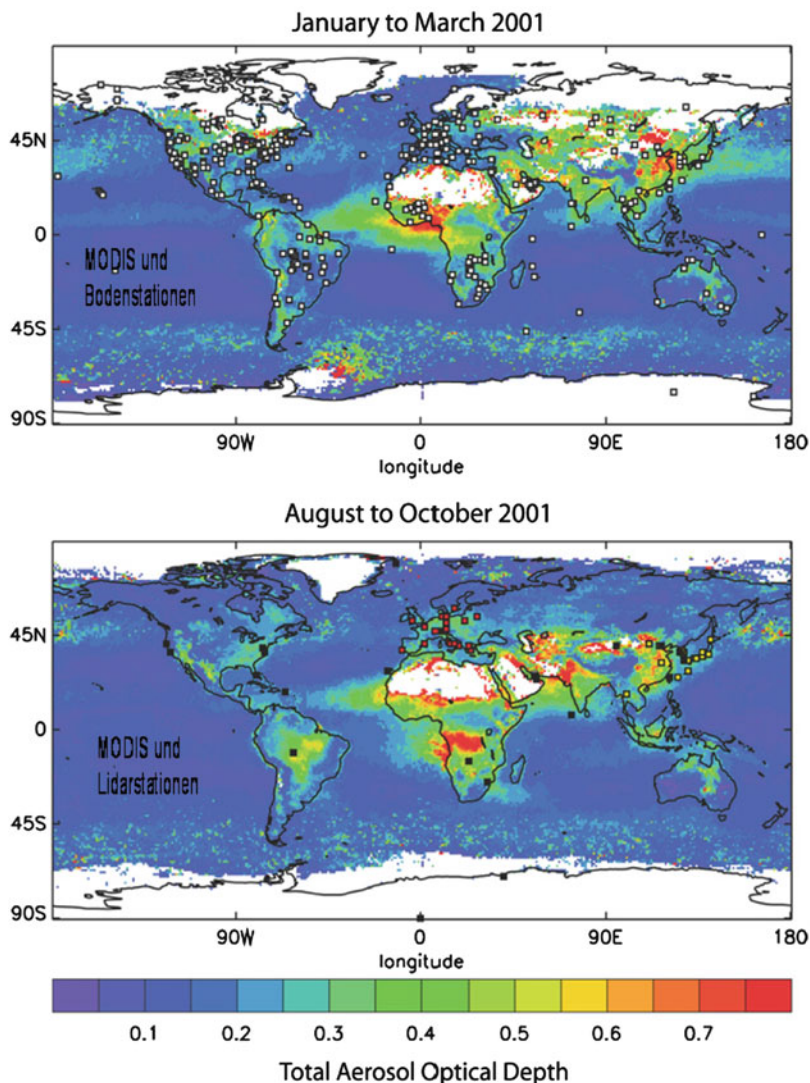 January to March 2001
45N
0
45S
90S
MODIS und
Bodenstationen
90W 0 90E 180
longitude
August to October 2001
45N
0
45S
90S
MODIS und
Lidarstationen
90W 0 90E 180
longitude
0.1 0.2 0.3 0.4 0.5 0.6 0.7
Total Aerosol Optical Depth